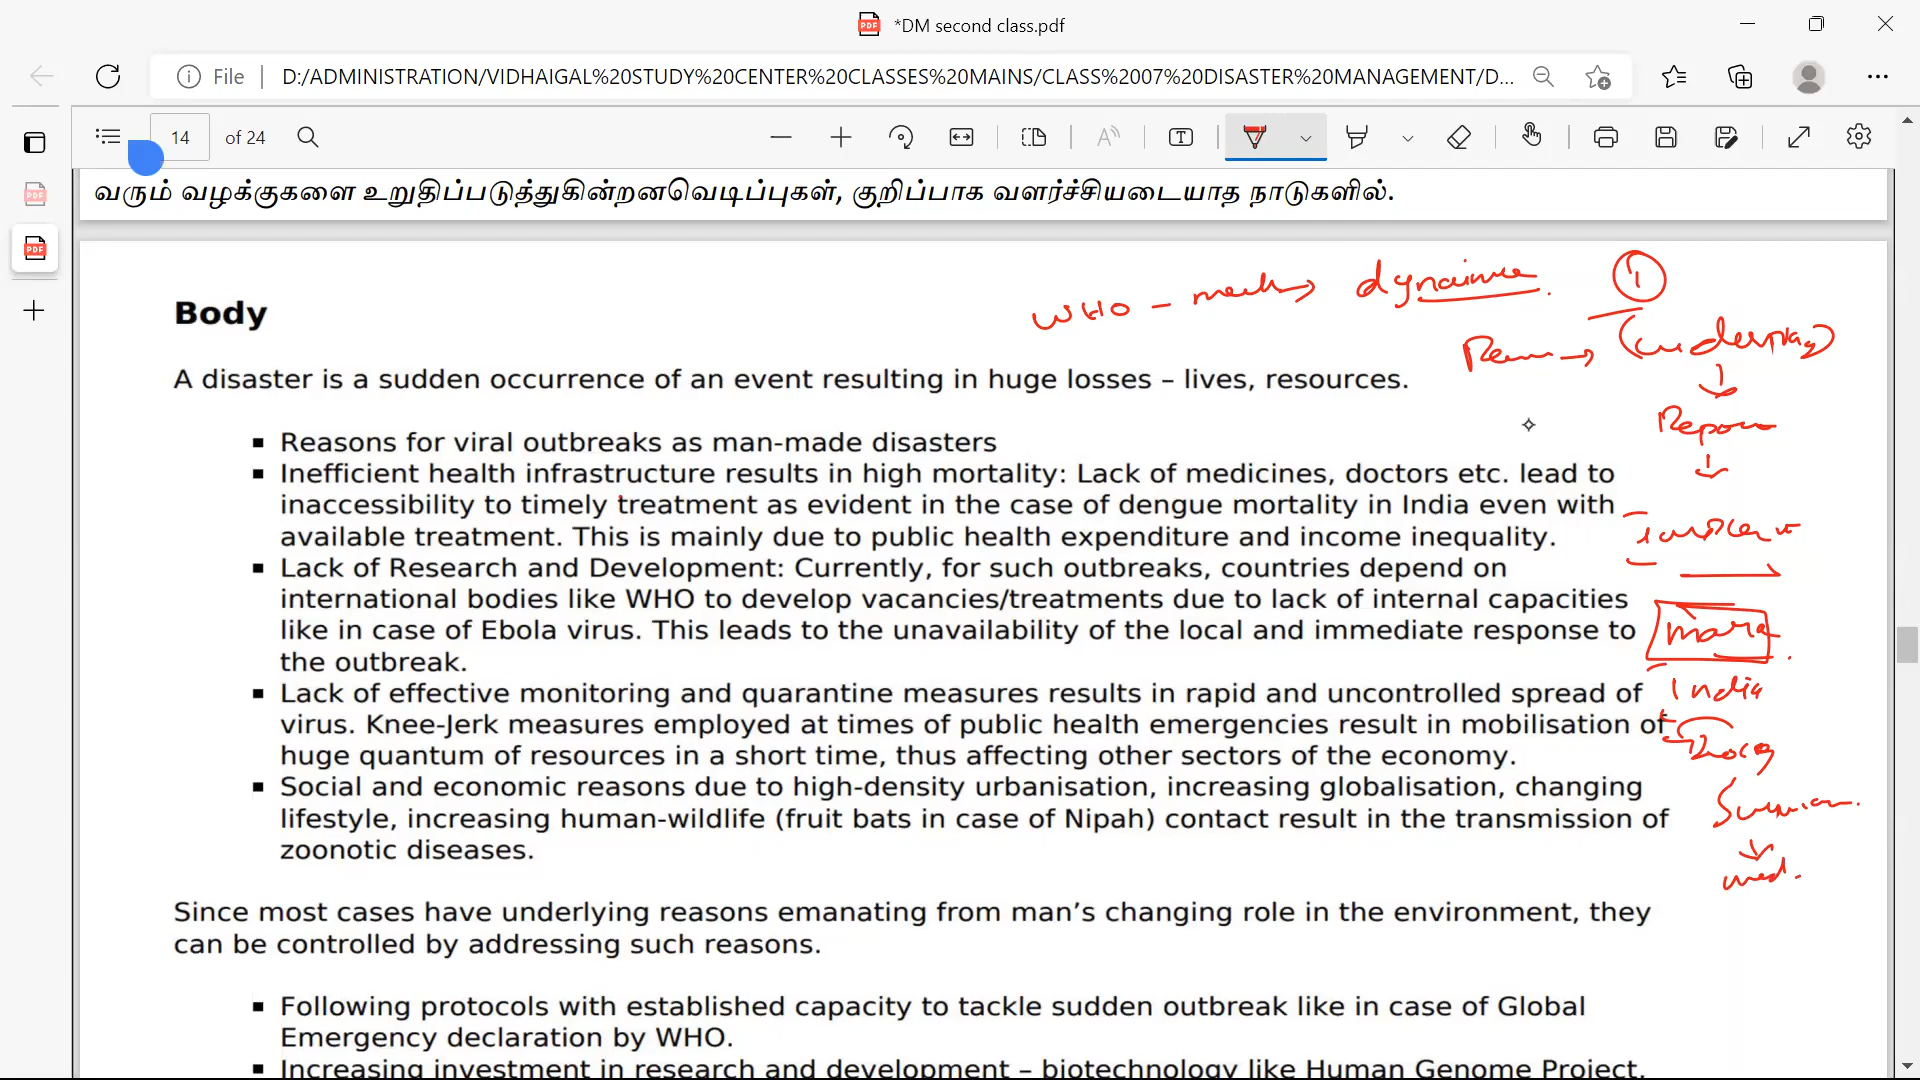 *DM second class.pdf
File
D:/ADMINISTRATION/VIDHAIGAL%20STUDY%20CENTER%20CLASSES%20MAINS/CLASS%2007%20DISASTER%20MANAGEMENT/D...
14 of 24
வரும் வழக்குகளை உறுதிப்படுத்துகின்றனவெடிப்புகள், குறிப்பாக வளர்ச்சியடையாத நாடுகளில்.
WHO –
1
Body
A disaster is a sudden occurrence of an event resulting in huge losses – lives, resources.
▪ Reasons for viral outbreaks as man-made disasters
▪ Inefficient health infrastructure results in high mortality: Lack of medicines, doctors etc. lead to
inaccessibility to timely treatment as evident in the case of dengue mortality in India even with
available treatment. This is mainly due to public health expenditure and income inequality.
▪ Lack of Research and Development: Currently, for such outbreaks, countries depend on
international bodies like WHO to develop vacancies/treatments due to lack of internal capacities
like in case of Ebola virus. This leads to the unavailability of the local and immediate response to
the outbreak.
▪ Lack of effective monitoring and quarantine measures results in rapid and uncontrolled spread of
virus. Knee-Jerk measures employed at times of public health emergencies result in mobilisation of
huge quantum of resources in a short time, thus affecting other sectors of the economy.
▪ Social and economic reasons due to high-density urbanisation, increasing globalisation, changing
lifestyle, increasing human-wildlife (fruit bats in case of Nipah) contact result in the transmission of
zoonotic diseases.
India
Since most cases have underlying reasons emanating from man’s changing role in the environment, they
can be controlled by addressing such reasons.
▪ Following protocols with established capacity to tackle sudden outbreak like in case of Global
Emergency declaration by WHO.
▪ Increasing investment in research and development – biotechnology like Human Genome Project.